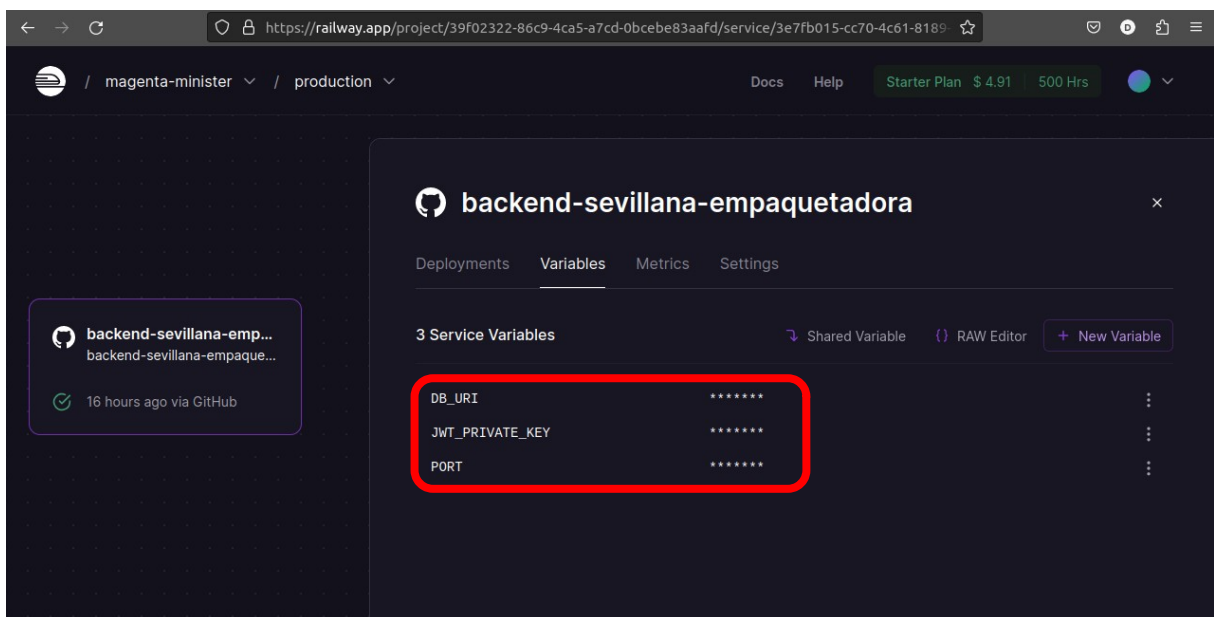 https://railway.app/project/39f02322-86c9-4ca5-a7cd-0bcebe83aafd/service/3e7fb015-cc70-4c61-8189-
D
/ magenta-minister / production
Docs Help Starter Plan $ 4.91 500 Hrs
backend-sevillana-empaquetadora
Deployments Variables Metrics Settings
backend-sevillana-emp...
backend-sevillana-empaque...
16 hours ago via GitHub
3 Service Variables Shared Variable {} RAW Editor + New Variable
DB_URI *******
JWT_PRIVATE_KEY *******
PORT *******